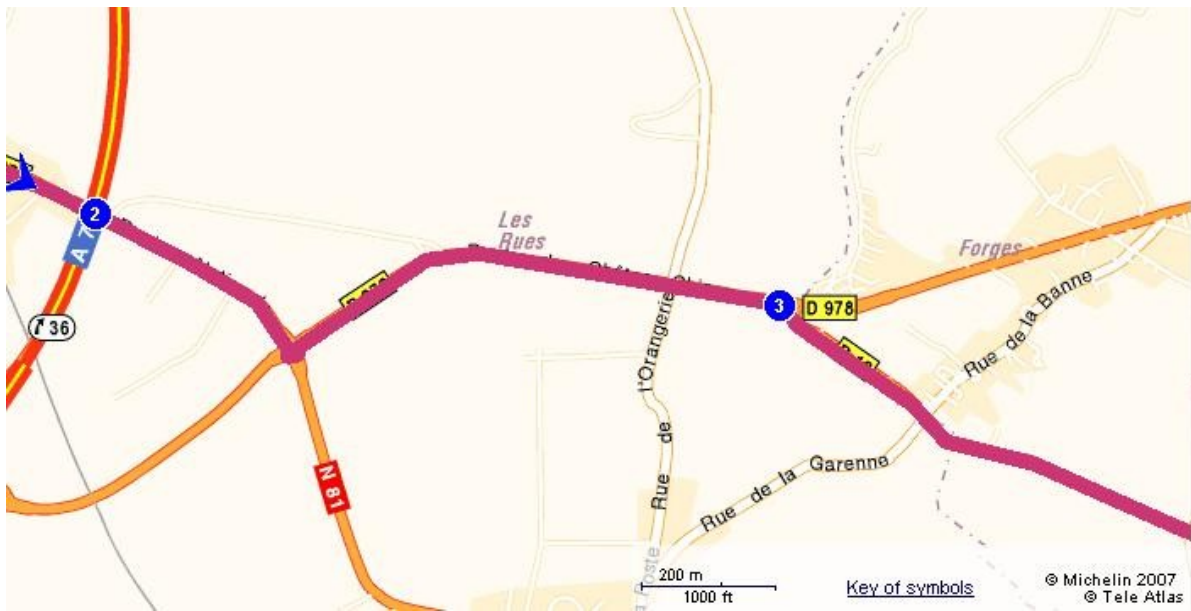 2
A 7
36
Les
Rues
Forges
3
D 978
Rue de la Banne
Rue de l'Orangerie
Rue de la Garenne
N 81
Poste
200 m
1000 ft
Key of symbols
© Michelin 2007
© Tele Atlas